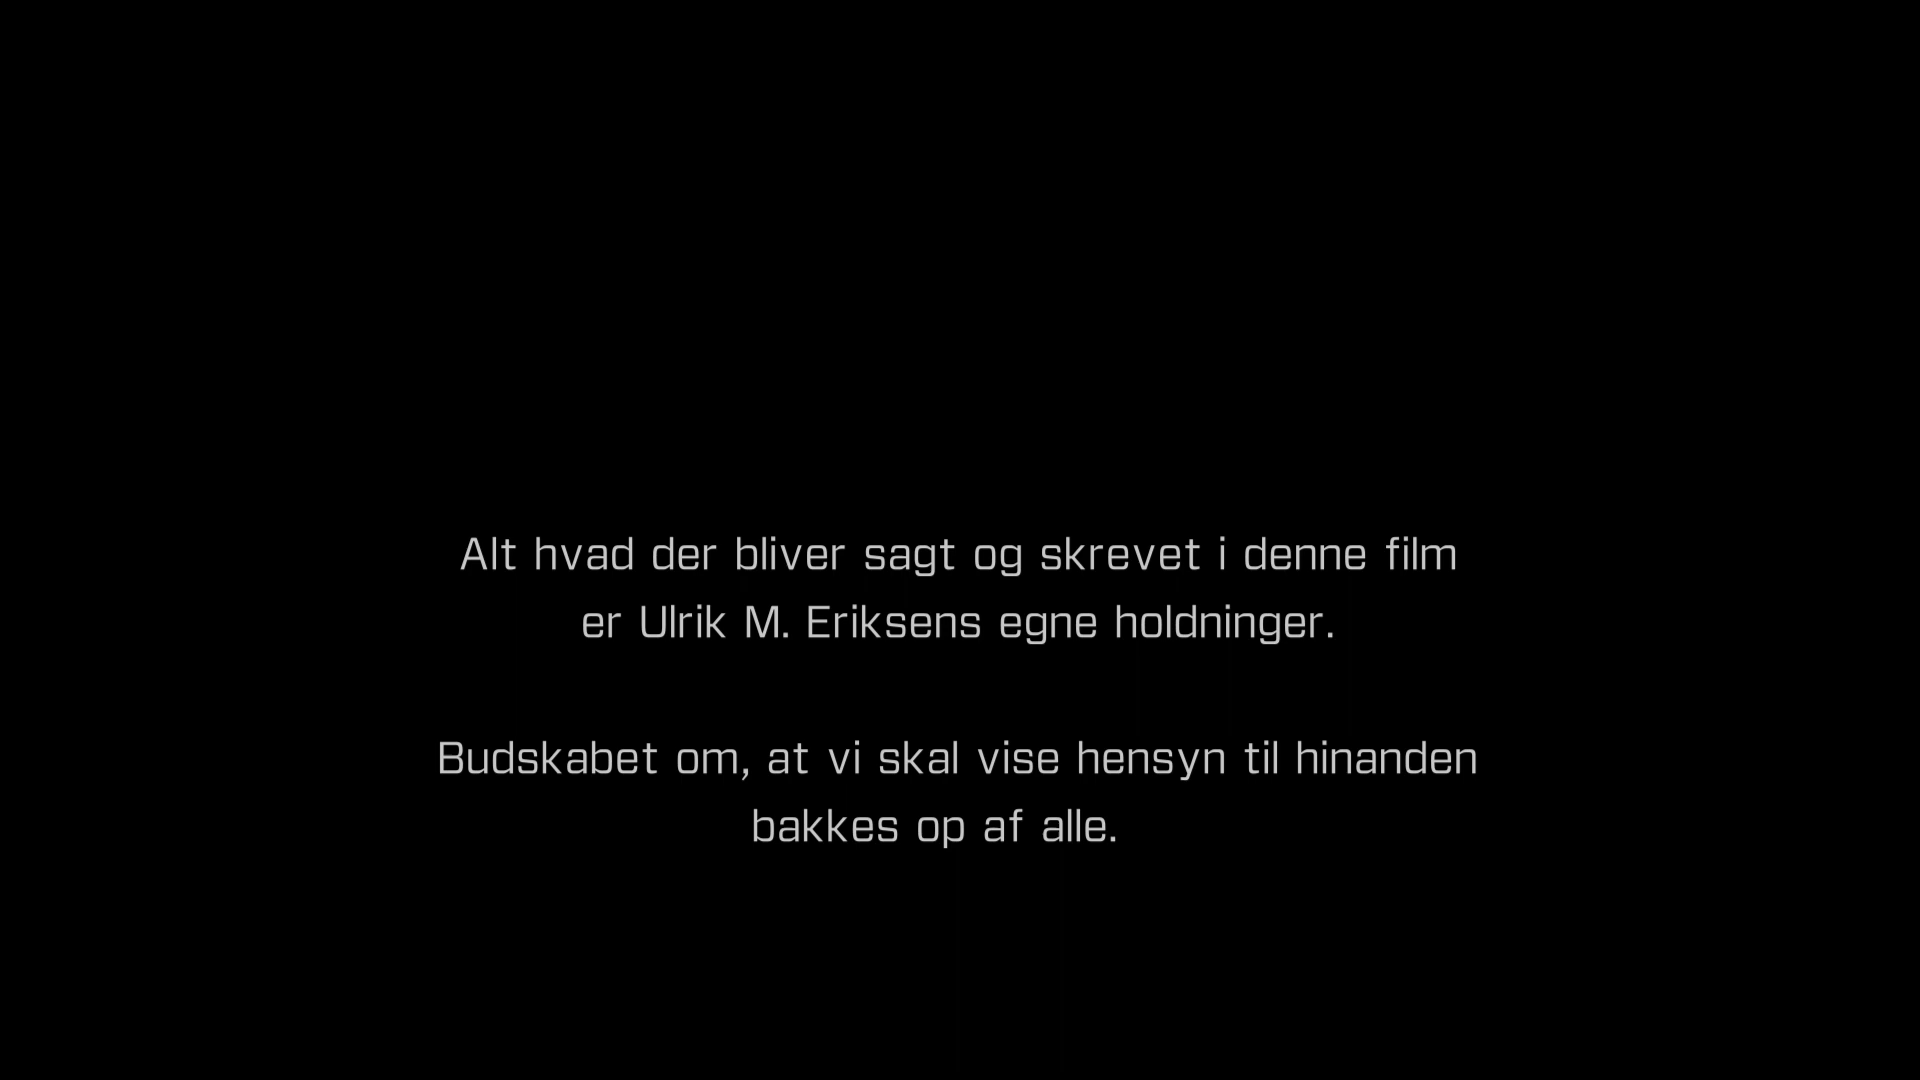 Alt hvad der bliver sagt og skrevet i denne film
er Ulrik M. Eriksens egne holdninger.
Budskabet om, at vi skal vise hensyn til hinanden
bakkes op af alle.